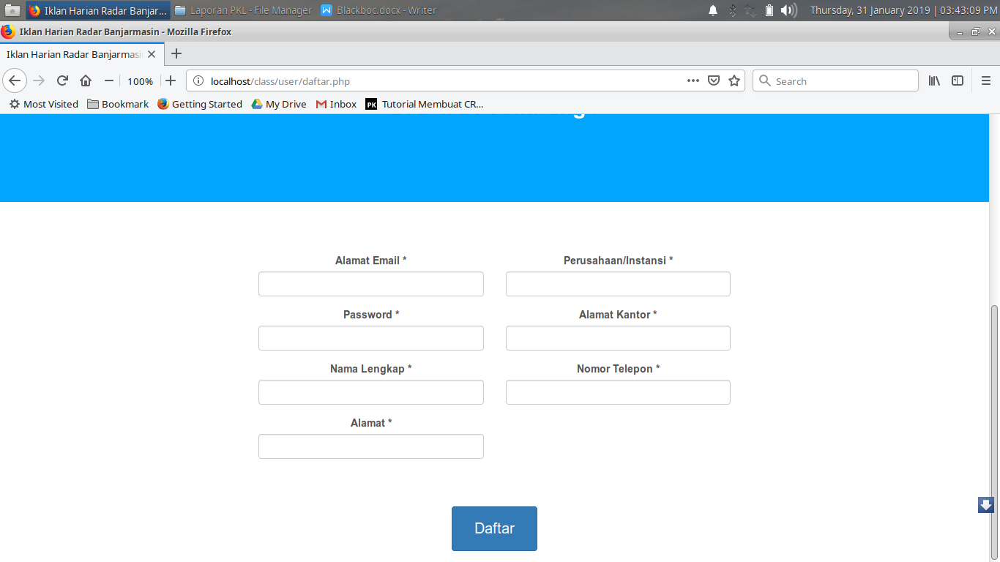 Iklan Harian Radar Banjar... Laporan PKL - File Manager Blackboc.docx - Writer Thursday, 31 January 2019 | 03:43:09 PM
Iklan Harian Radar Banjarmasin - Mozilla Firefox
Iklan Harian Radar Banjarmasi
100% localhost/class/user/daftar.php Search
Most Visited Bookmark Getting Started My Drive Inbox PK Tutorial Membuat CR...
Alamat Email * Perusahaan/Instansi *
Password * Alamat Kantor *
Nama Lengkap * Nomor Telepon *
Alamat *
Daftar